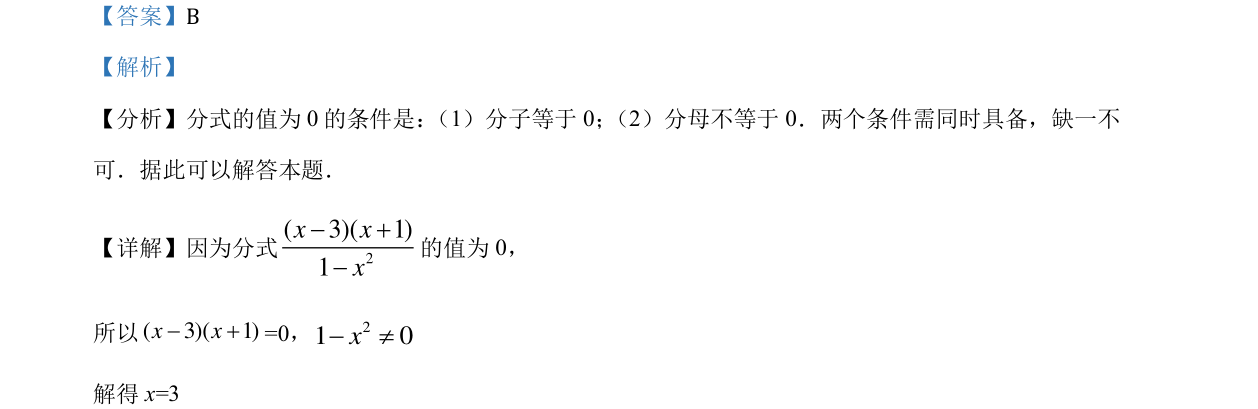 【答案】B
【解析】
【分析】分式的值为 0 的条件是：（1）分子等于 0；（2）分母不等于 0．两个条件需同时具备，缺一不
可．据此可以解答本题．
【详解】因为分式 \frac{(x-3)(x+1)}{1-x^2} 的值为 0，
所以 (x-3)(x+1) =0，1-x^2 ≠ 0
解得 x=3